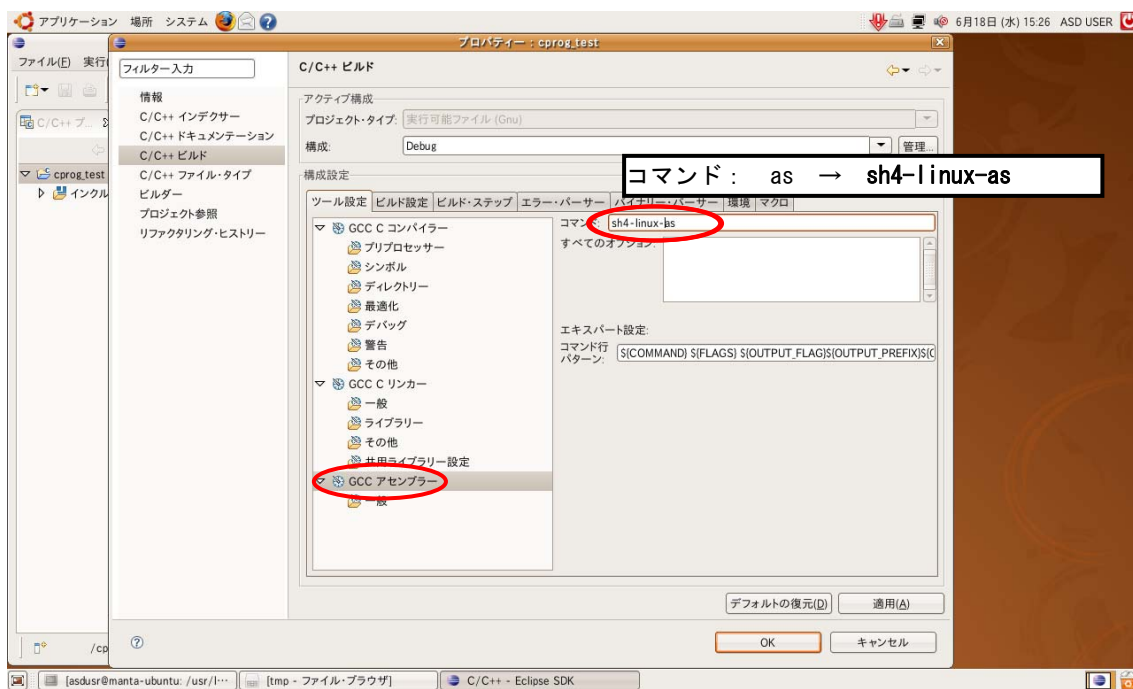 アプリケーション 場所 システム
6月18日 (水) 15:26 ASD USER
プロパティー : cprog_test
ファイル(F) 実行
フィルター入力
C/C++ ビルド
情報
C/C++ インデクサー
C/C++ ドキュメンテーション
C/C++ ビルド
C/C++ ファイル・タイプ
ビルダー
プロジェクト参照
リファクタリング・ヒストリー
C/C++ プ...
cprog_test
インクル
アクティブ構成
プロジェクト・タイプ: 実行可能ファイル (Gnu)
構成: Debug 管理...
コマンド： as → sh4-linux-as
構成設定
ツール設定 ビルド設定 ビルド・ステップ エラー・パーサー バイナリー・パーサー 環境 マクロ
GCC C コンパイラー
プリプロセッサー
シンボル
ディレクトリー
最適化
デバッグ
警告
その他
GCC C リンカー
一般
ライブラリー
その他
共用ライブラリー設定
GCC アセンブラー
一般
コマンド: sh4-linux-as
すべてのオプション:
エキスパート設定:
コマンド行
パターン:
${COMMAND} ${FLAGS} ${OUTPUT_FLAG}${OUTPUT_PREFIX}${
デフォルトの復元(D) 適用(A)
OK キャンセル
/cp
[asdusr@manta-ubuntu: /usr/l… [tmp - ファイル・ブラウザ] C/C++ - Eclipse SDK